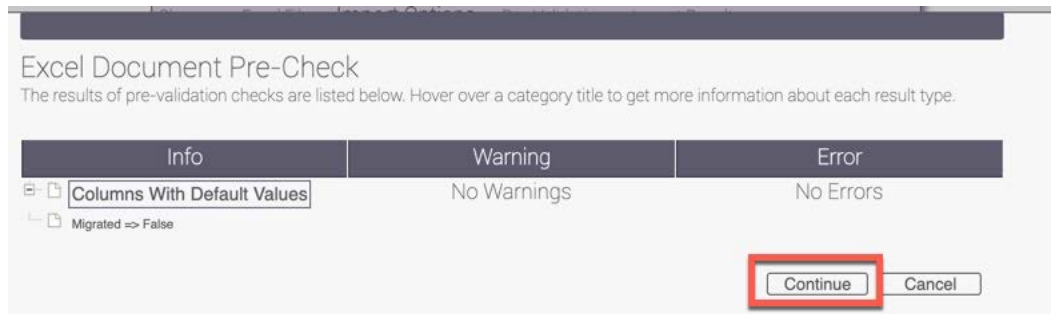 Import Options
Excel Document Pre-Check
The results of pre-validation checks are listed below. Hover over a category title to get more information about each result type.
Info Warning Error
Columns With Default Values No Warnings No Errors
Migrated => False
Continue Cancel